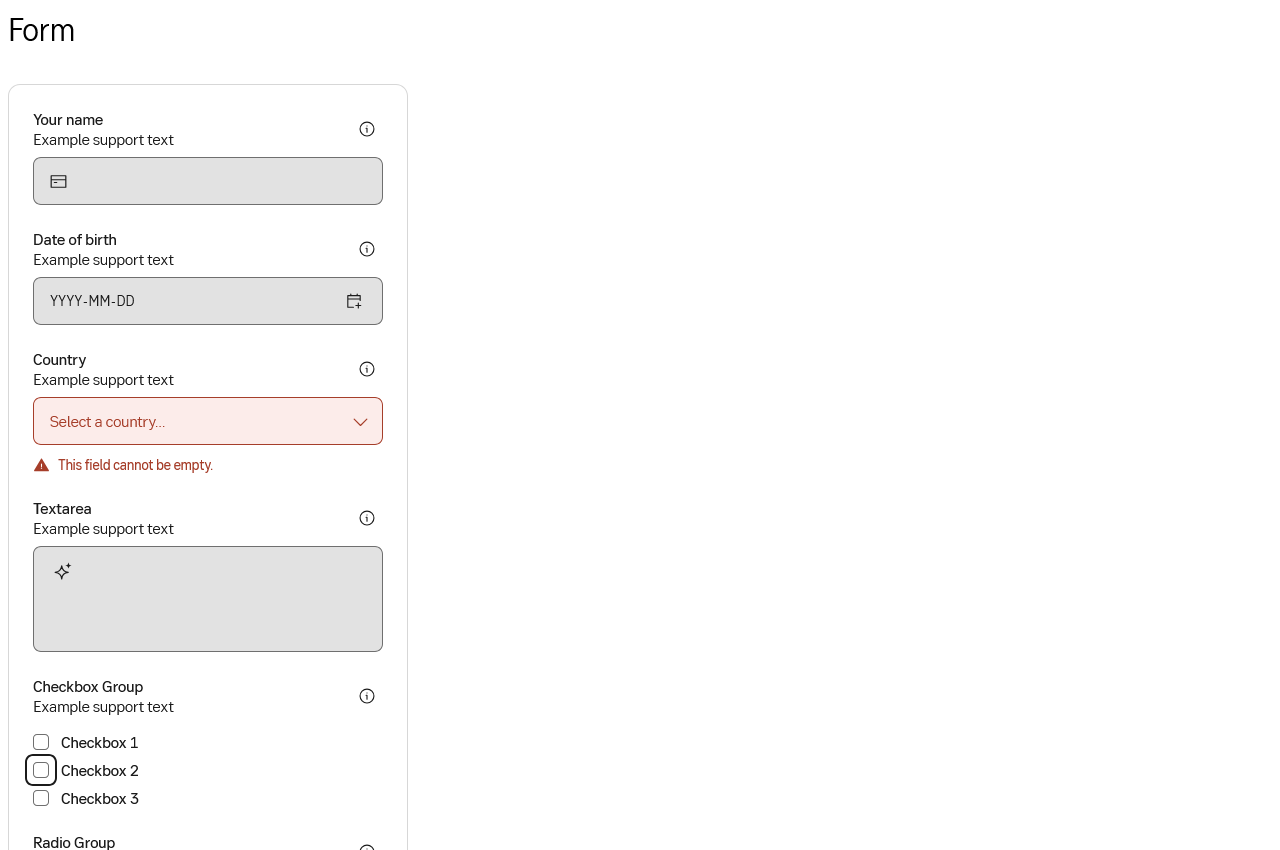 Form
Your name
Example support text
Date of birth
Example support text
YYYY-MM-DD
Country
Example support text
Select a country...
This field cannot be empty.
Textarea
Example support text
Checkbox Group
Example support text
Checkbox 1
Checkbox 2
Checkbox 3
Radio Group